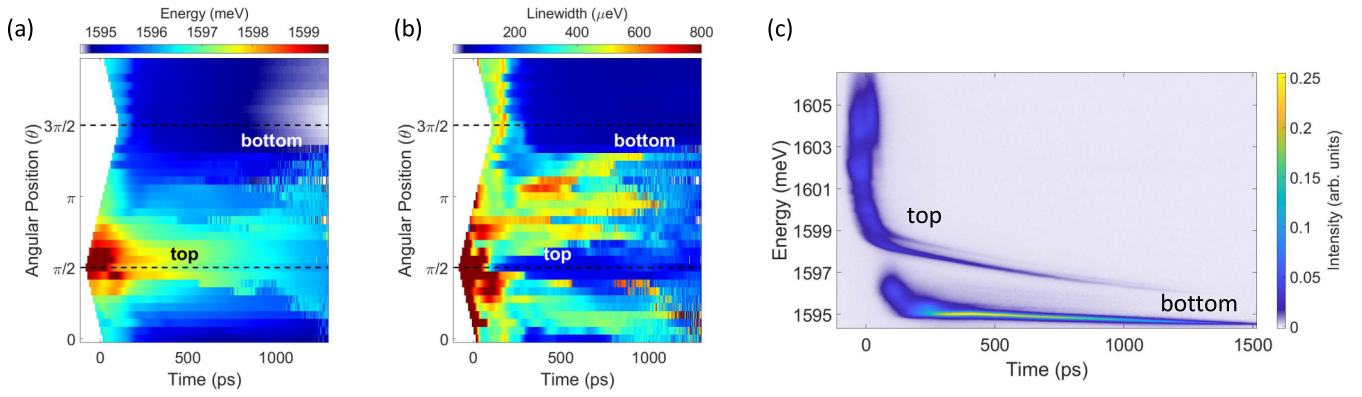 (a)
Energy (meV)
1595 1596 1597 1598 1599
Angular Position (θ)
3π/2
π
π/2
0
bottom
top
0 500 1000
Time (ps)
(b)
Linewidth (μeV)
200 400 600 800
Angular Position (θ)
3π/2
π
π/2
0
bottom
top
0 500 1000
Time (ps)
(c)
Energy (meV)
1605
1603
1601
1599
1597
1595
top
bottom
0 500 1000 1500
Time (ps)
0.25
0.2
0.15
0.1
0.05
0
Intensity (arb. units)